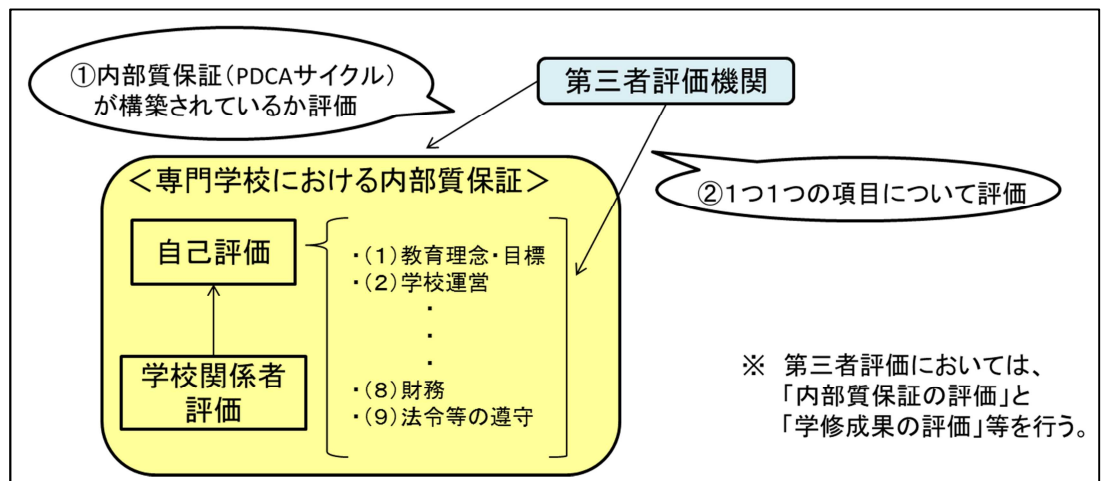 ①内部質保証(PDCAサイクル)
が構築されているか評価
第三者評価機関
<専門学校における内部質保証>
②1つ1つの項目について評価
自己評価
・(1)教育理念・目標
・(2)学校運営
・
・
・
・(8)財務
・(9)法令等の遵守
学校関係者
評価
※ 第三者評価においては、
「内部質保証の評価」と
「学修成果の評価」等を行う。